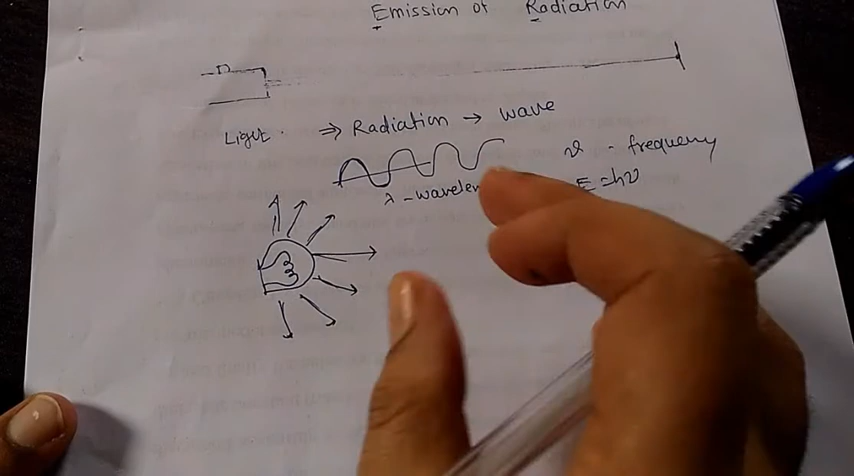 Emission of Radiation
Light. ⇒ Radiation → wave
ν - frequency
λ - wavelen
E = hν